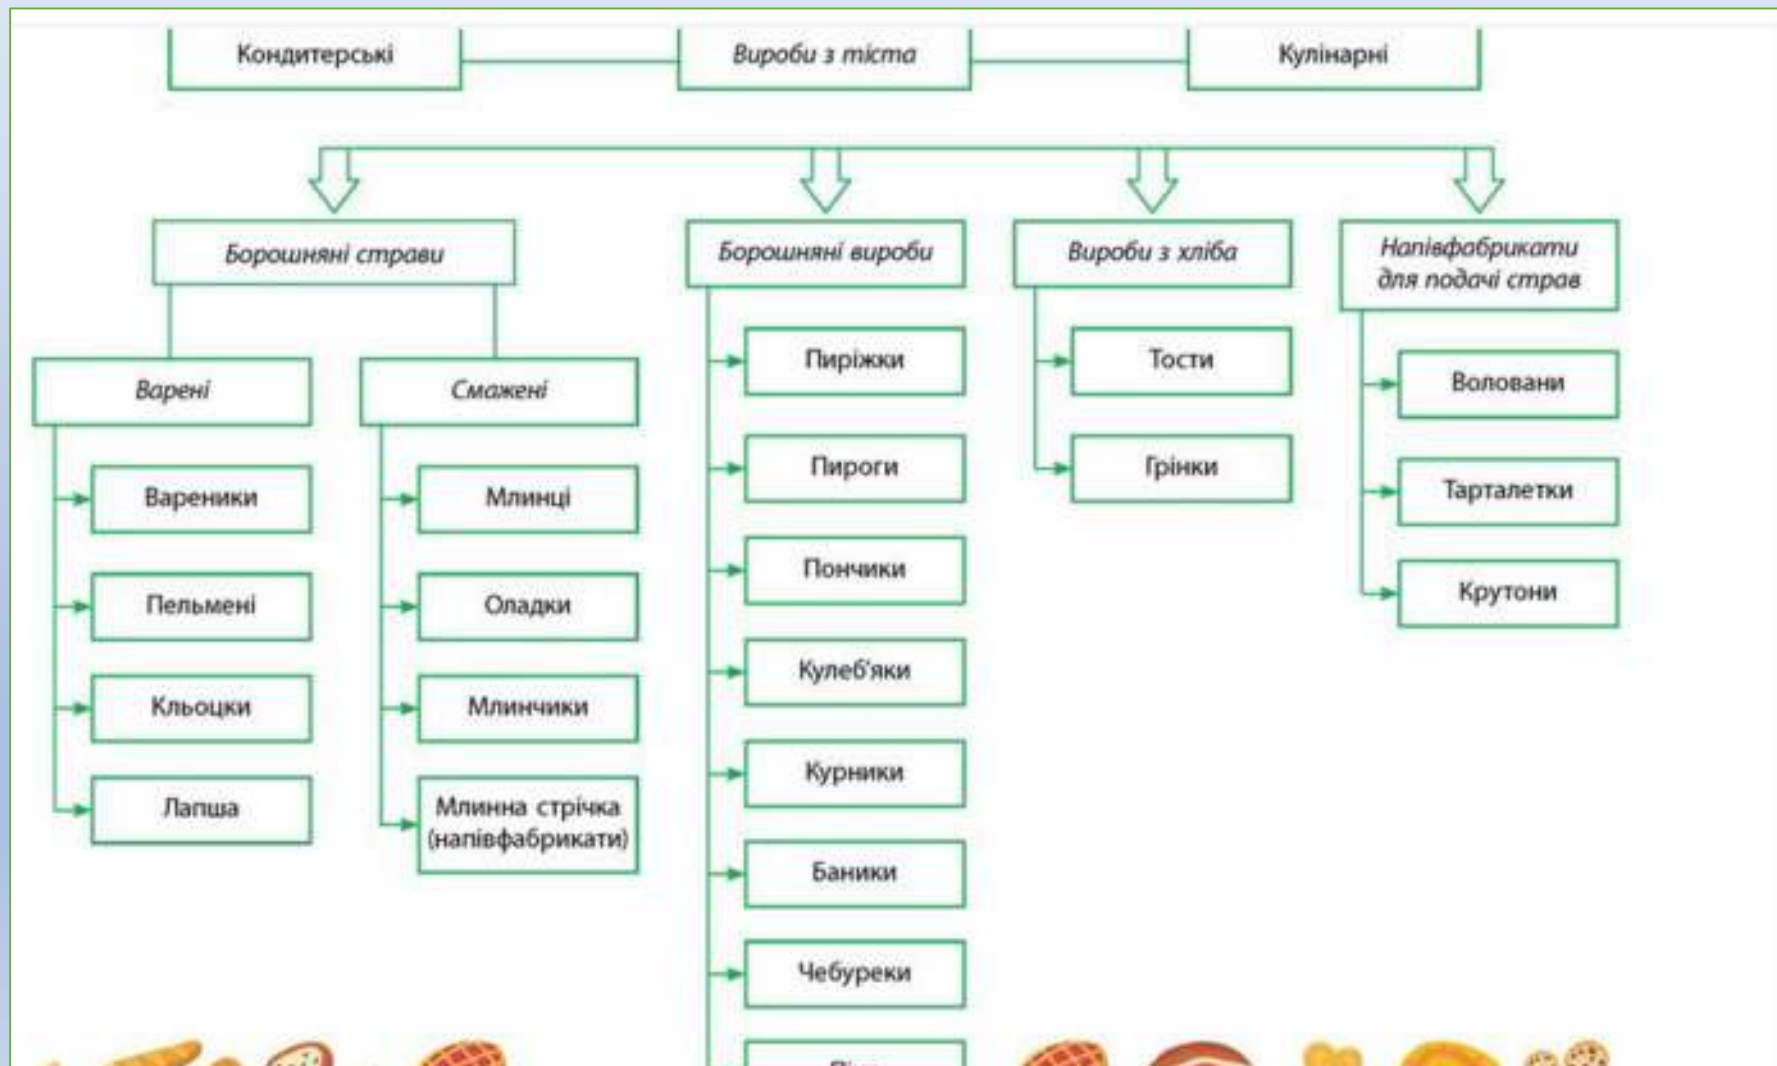 Кондитерські
Вироби з тіста
Кулінарні
Борошняні страви
Борошняні вироби
Вироби з хліба
Напівфабрикати
для подачі страв
Варені
Смажені
Вареники
Пельмені
Кльоцки
Лапша
Млинці
Оладки
Млинчики
Млинна стрічка
(напівфабрикати)
Пиріжки
Пироги
Пончики
Кулеб'яки
Курники
Баники
Чебуреки
Тости
Грінки
Воловани
Тарталетки
Крутони